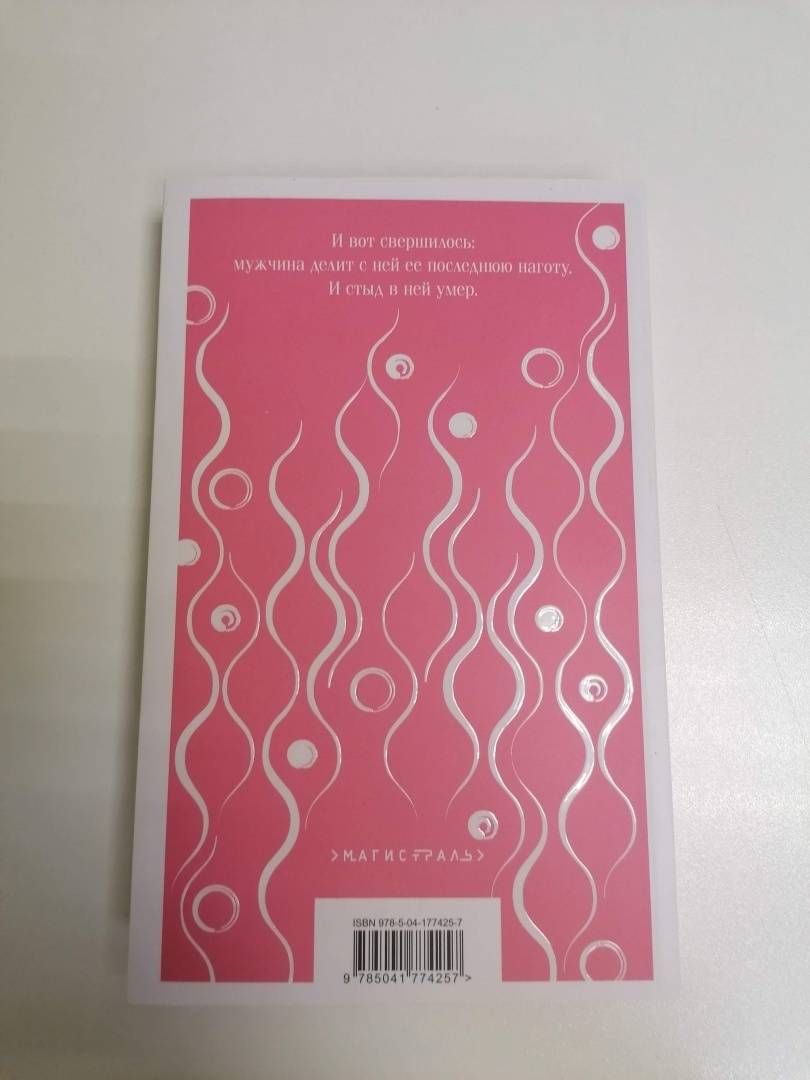 И вот свершилось:
мужчина делит с ней ее последнюю наготу.
И стыд в ней умер.
>МАГИСТРАЛЬ>
ISBN 978-5-04-177425-7
9 785041 774257 >